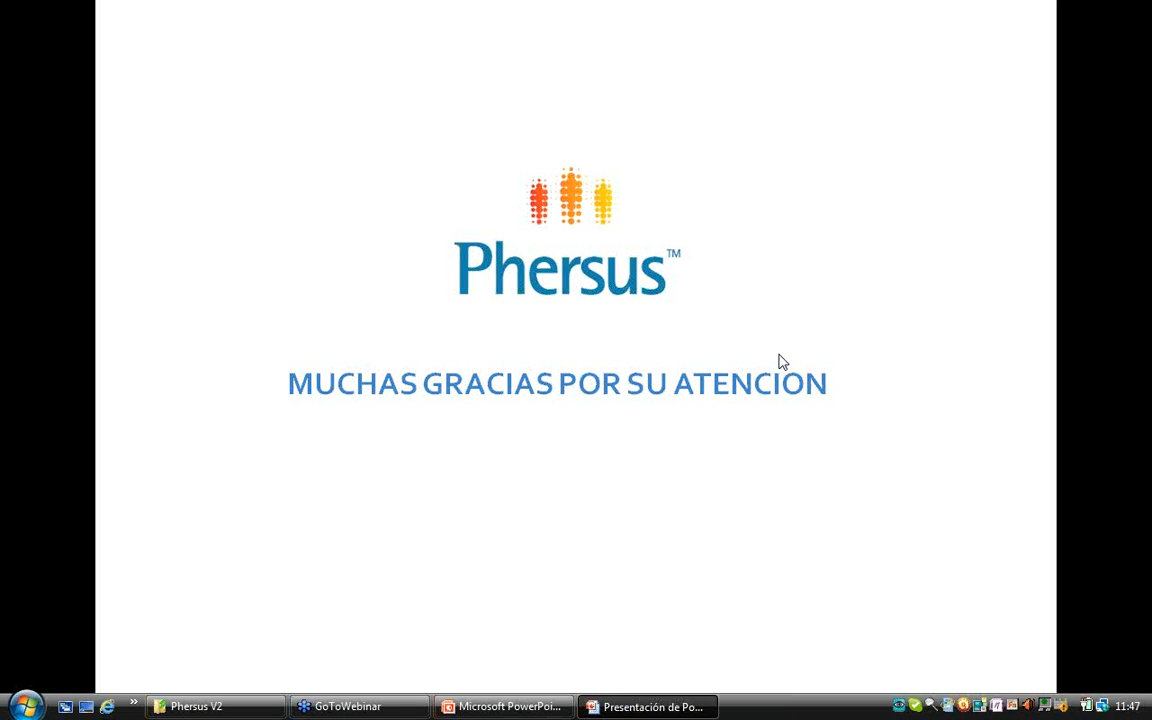 Phersus™
MUCHAS GRACIAS POR SU ATENCION
Phersus V2
GoToWebinar
Microsoft PowerPoi...
Presentación de Po...
11:47